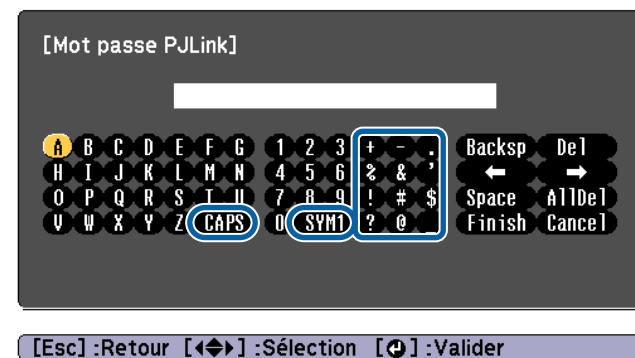 [Mot passe PJLink]
A B C D E F G 1 2 3 + - . Backsp Del
H I J K L M N 4 5 6 % & ' ← →
O P Q R S T U 7 8 9 ! # $ Space AllDel
V W X Y Z CAPS 0 SYM1 ? @ _ Finish Cancel
[Esc] :Retour [◀◆▶] :Sélection [↵] :Valider